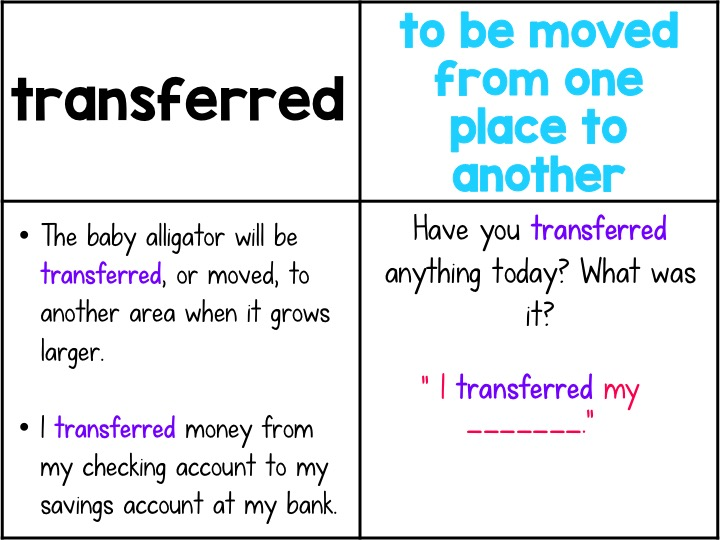 transferred
to be moved
from one
place to
another
• The baby alligator will be
transferred, or moved, to
another area when it grows
larger.
• I transferred money from
my checking account to my
savings account at my bank.
Have you transferred
anything today? What was
it?
" I transferred my
_______."